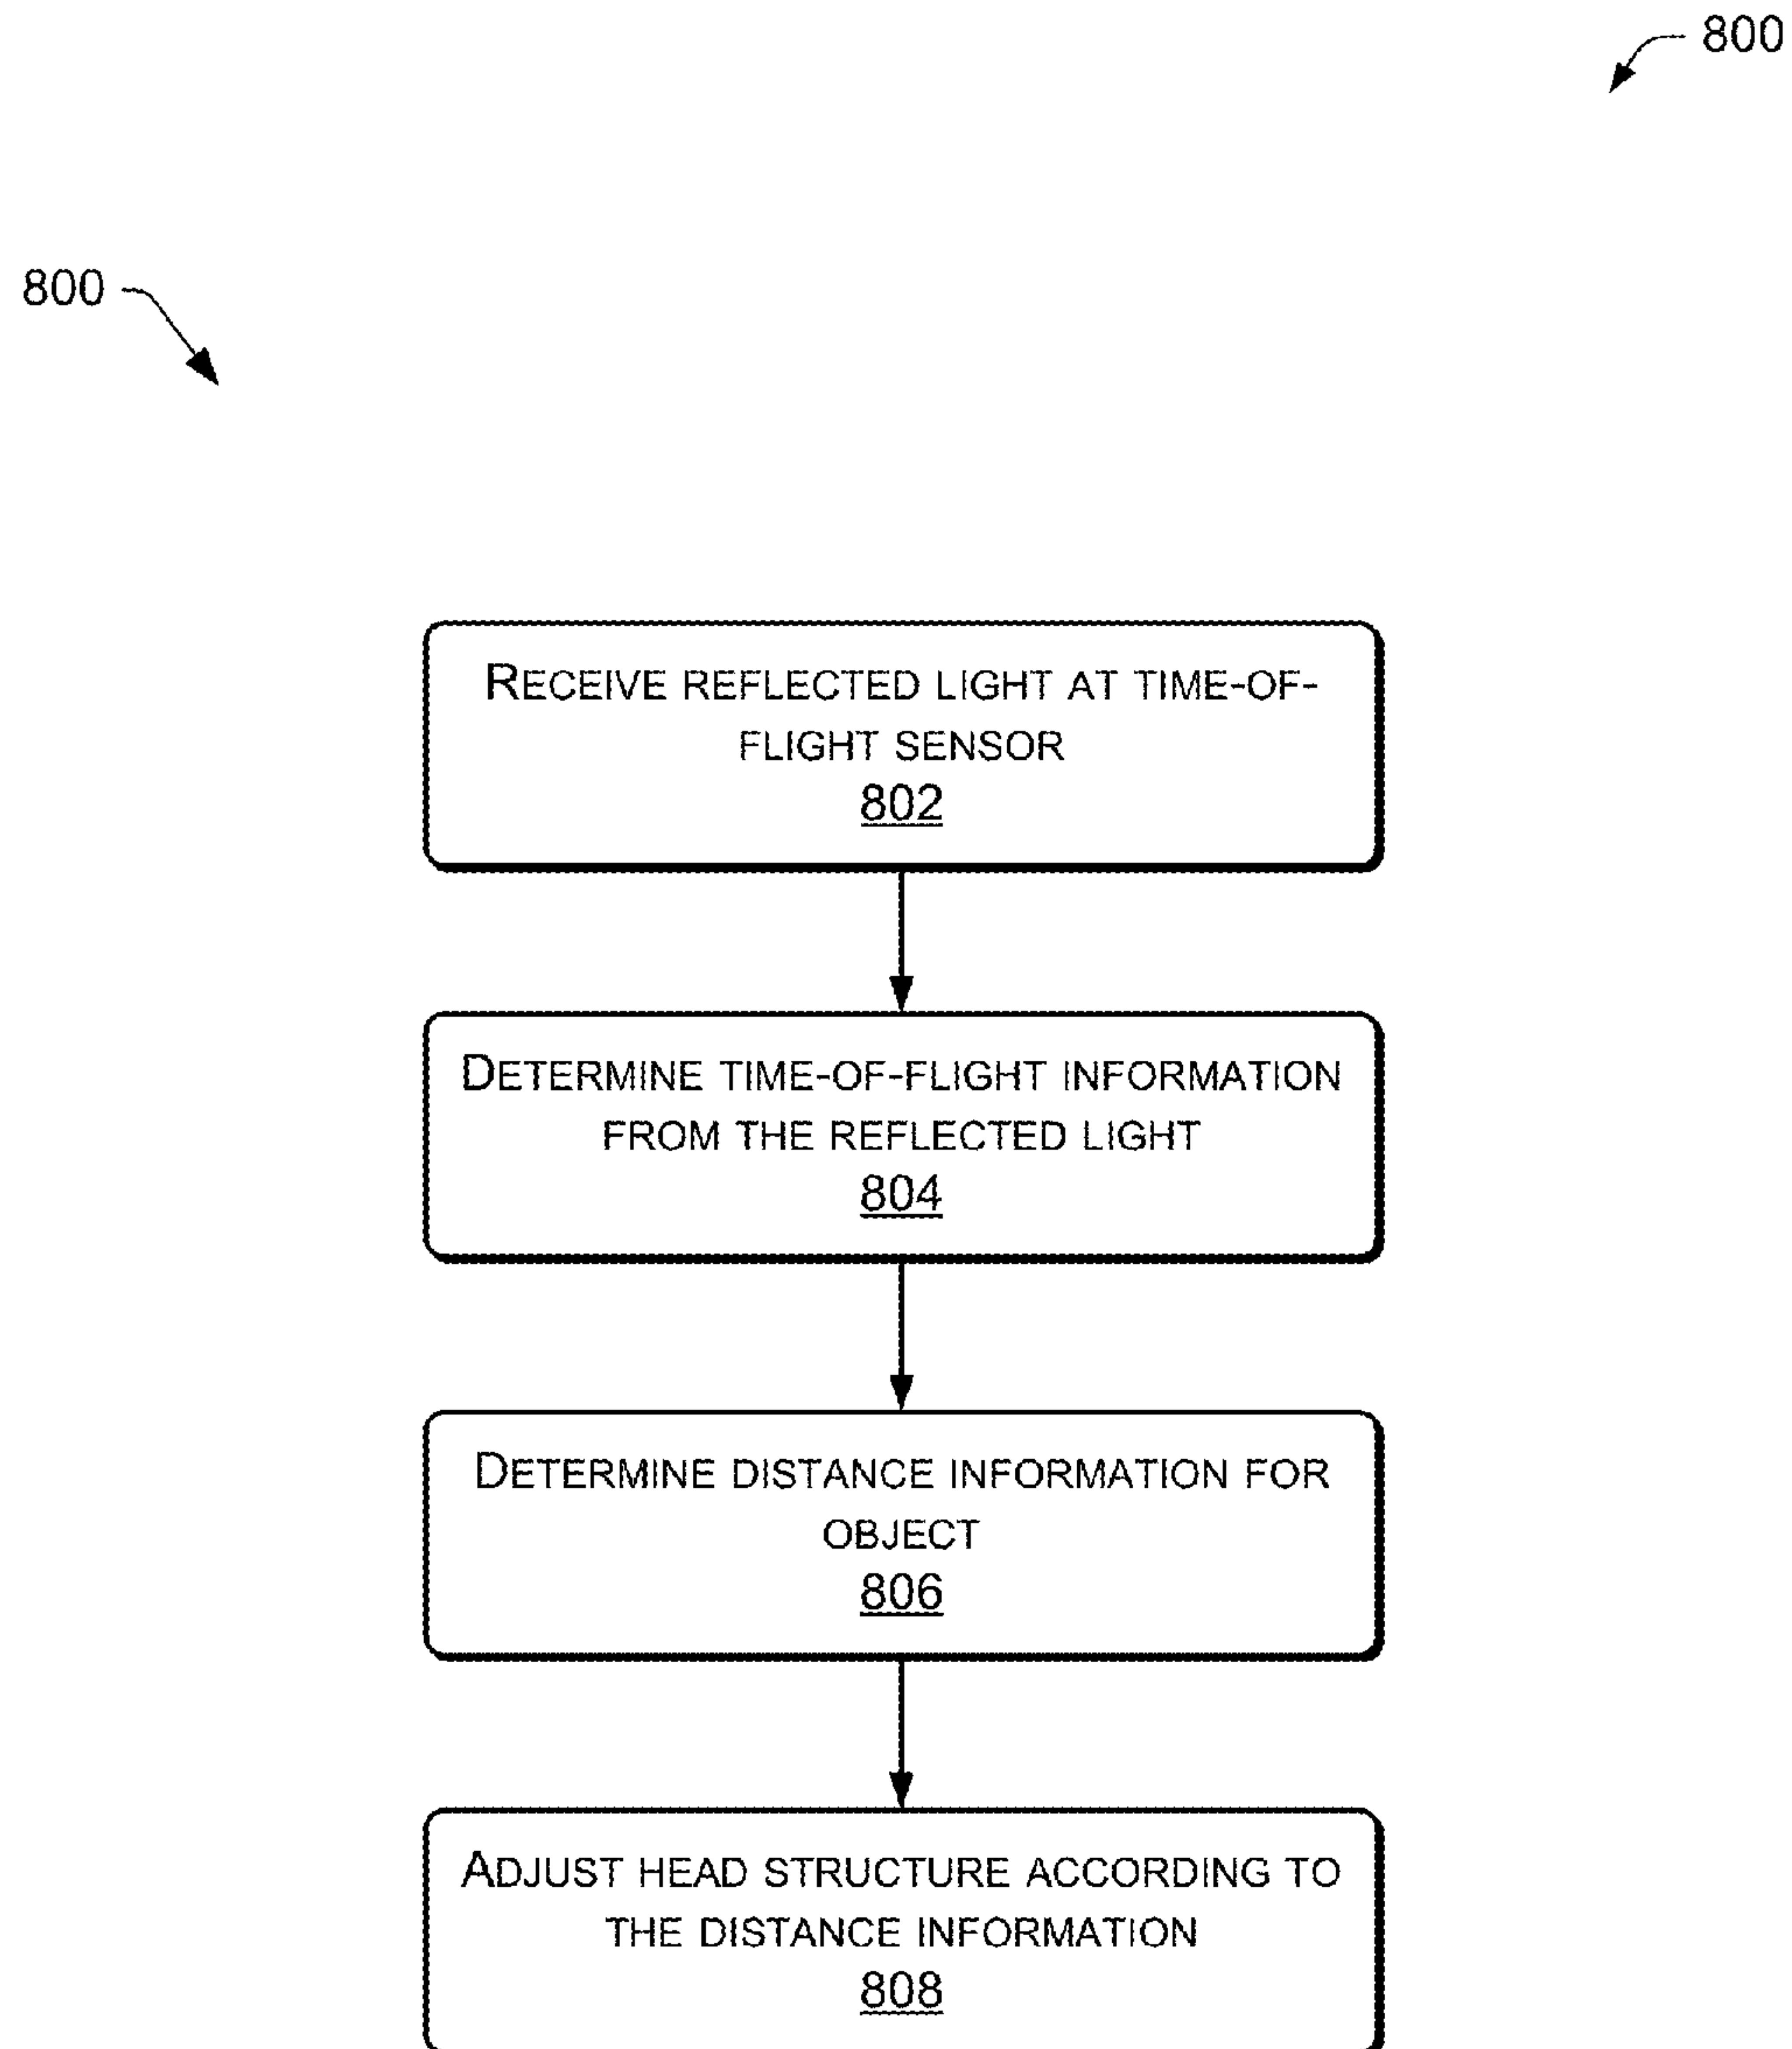 800
800
RECEIVE REFLECTED LIGHT AT TIME-OF-
FLIGHT SENSOR
802
DETERMINE TIME-OF-FLIGHT INFORMATION
FROM THE REFLECTED LIGHT
804
DETERMINE DISTANCE INFORMATION FOR
OBJECT
806
ADJUST HEAD STRUCTURE ACCORDING TO
THE DISTANCE INFORMATION
808